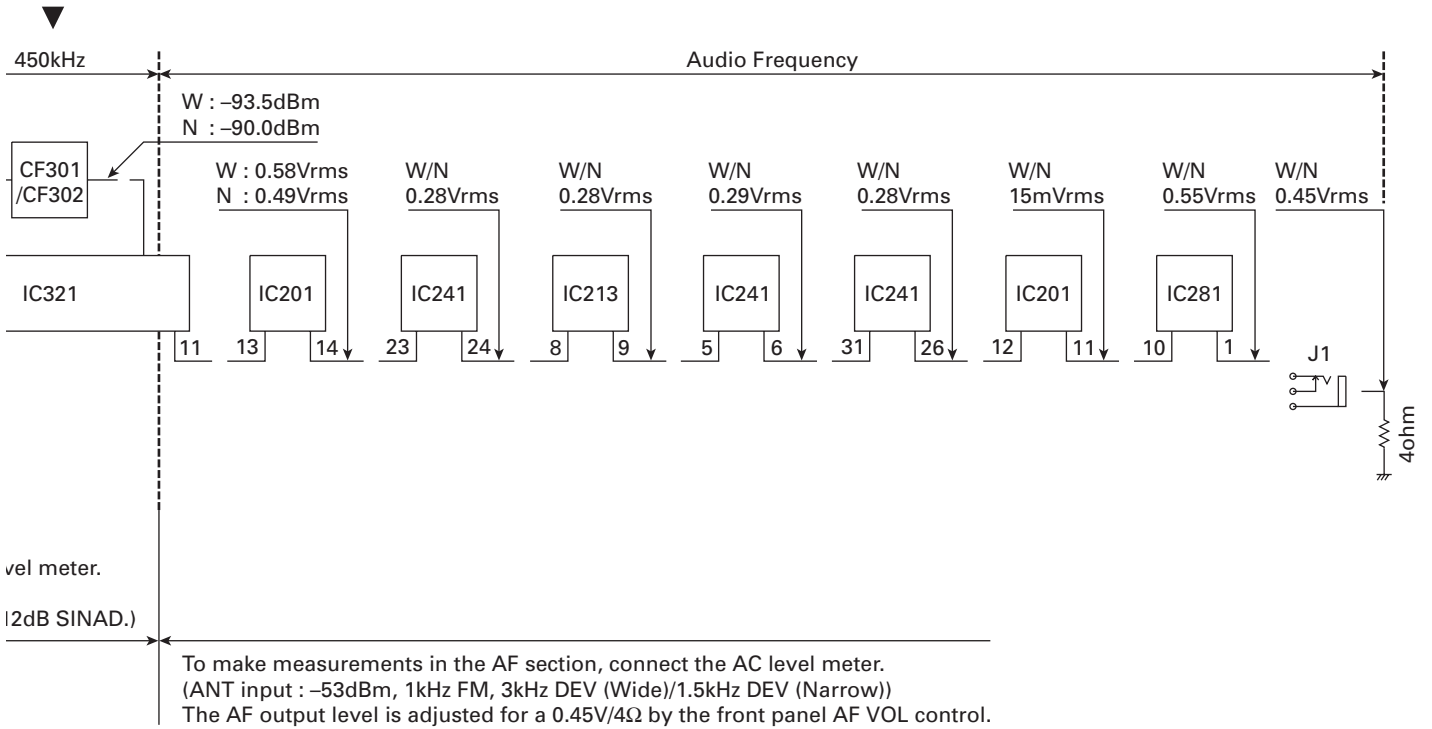 450kHz
Audio Frequency
W : –93.5dBm
N : –90.0dBm
CF301
/CF302
W : 0.58Vrms
N : 0.49Vrms
W/N
0.28Vrms
W/N
0.28Vrms
W/N
0.29Vrms
W/N
0.28Vrms
W/N
15mVrms
W/N
0.55Vrms
W/N
0.45Vrms
IC321
IC201
IC241
IC213
IC241
IC241
IC201
IC281
11
13
14
23
24
8
9
5
6
31
26
12
11
10
1
J1
4ohm
vel meter.
12dB SINAD.)
To make measurements in the AF section, connect the AC level meter.
(ANT input : –53dBm, 1kHz FM, 3kHz DEV (Wide)/1.5kHz DEV (Narrow))
The AF output level is adjusted for a 0.45V/4Ω by the front panel AF VOL control.